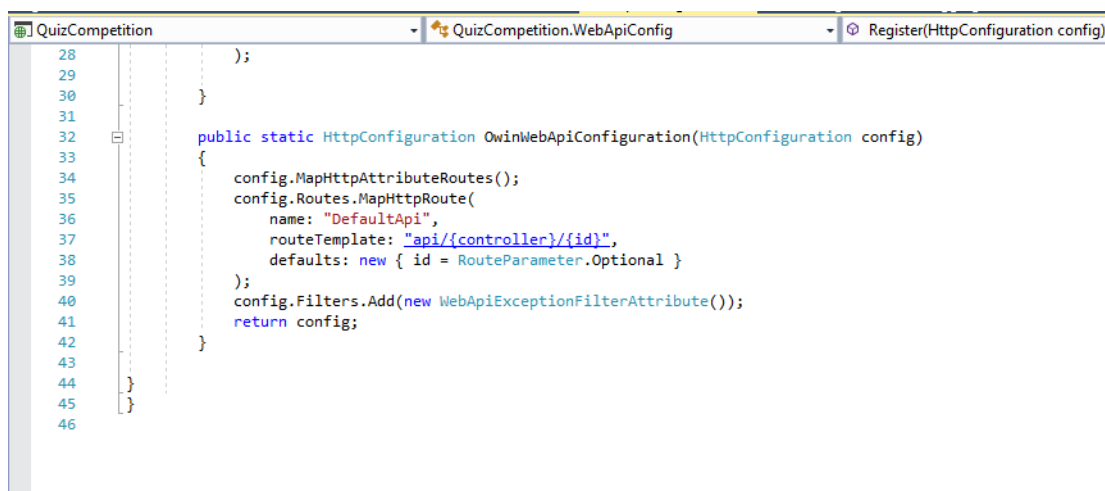 QuizCompetition QuizCompetition.WebApiConfig Register(HttpConfiguration config)
28 );
29
30 }
31
32 public static HttpConfiguration OwinWebApiConfiguration(HttpConfiguration config)
33 {
34 config.MapHttpAttributeRoutes();
35 config.Routes.MapHttpRoute(
36 name: "DefaultApi",
37 routeTemplate: "api/{controller}/{id}",
38 defaults: new { id = RouteParameter.Optional }
39 );
40 config.Filters.Add(new WebApiExceptionFilterAttribute());
41 return config;
42 }
43
44 }
45 }
46